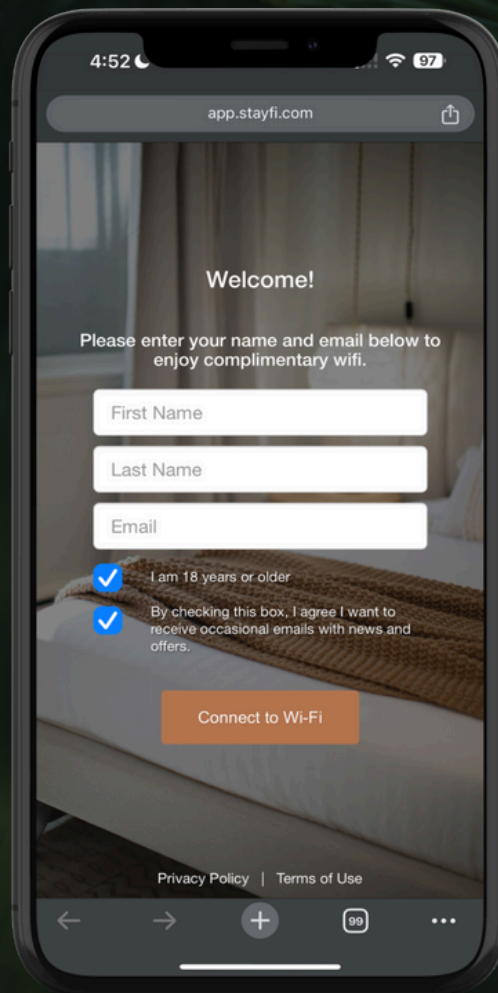 4:52
97
app.stayfi.com
Welcome!
Please enter your name and email below to
enjoy complimentary wifi.
First Name
Last Name
Email
I am 18 years or older
By checking this box, I agree I want to
receive occasional emails with news and
offers.
Connect to Wi-Fi
Privacy Policy | Terms of Use
99